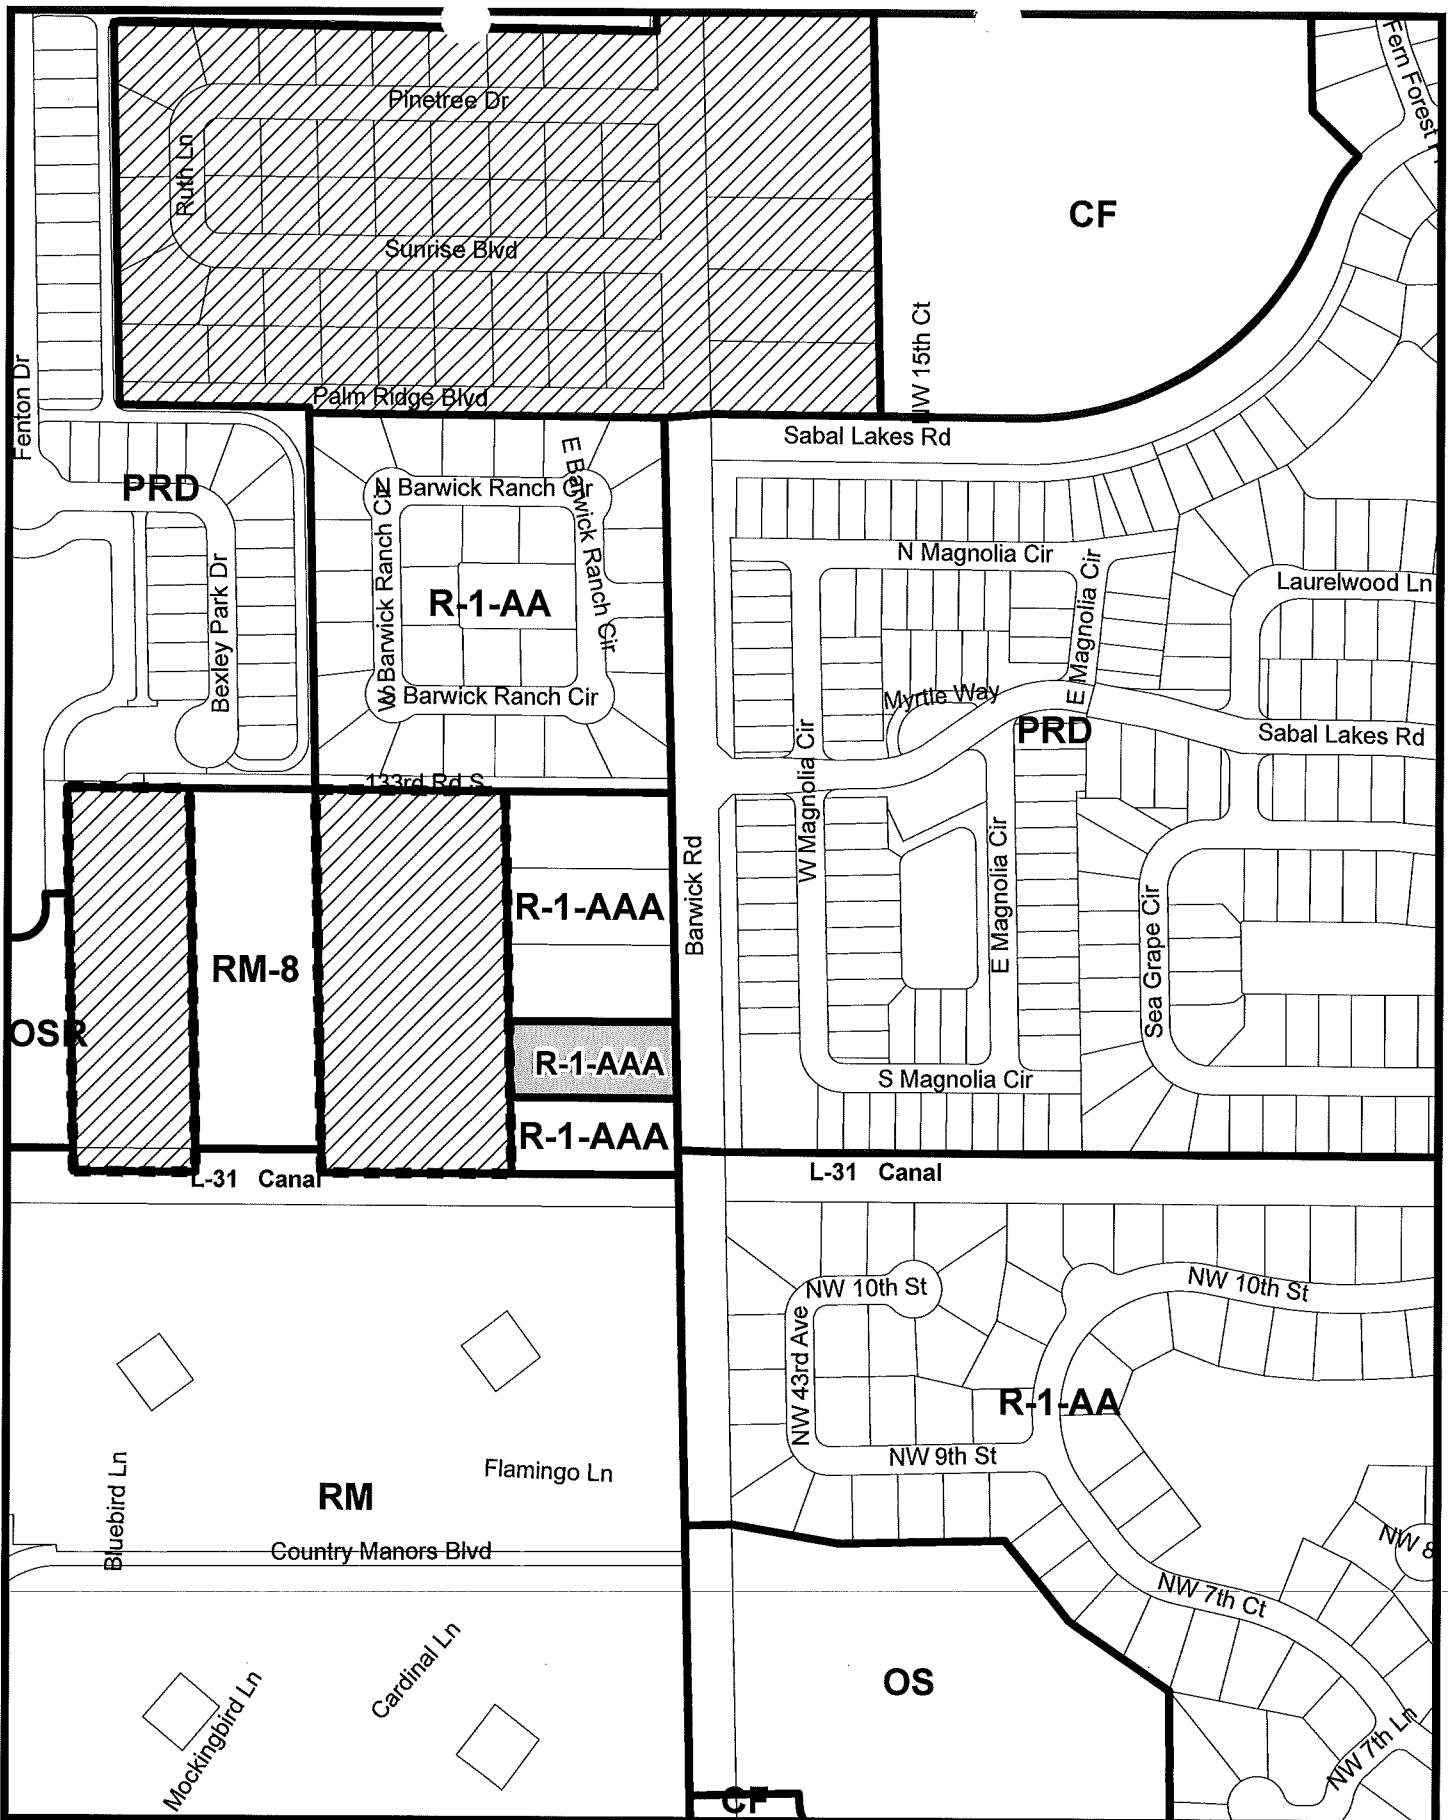 Fern Forest
Pinetree Dr
Ruth Ln
CF
Sunrise Blvd
NW 15th Ct
Fenton Dr
Palm Ridge Blvd
Sabal Lakes Rd
PRD
N Barwick Ranch Cir
E Barwick Ranch Cir
W Barwick Ranch Cir
R-1-AA
S Barwick Ranch Cir
Bexley Park Dr
N Magnolia Cir
E Magnolia Cir
Laurelwood Ln
Myrtle Way
PRD
Sabal Lakes Rd
W Magnolia Cir
133rd Rd S
Barwick Rd
R-1-AAA
E Magnolia Cir
Sea Grape Cir
RM-8
OSR
R-1-AAA
S Magnolia Cir
R-1-AAA
L-31 Canal
L-31 Canal
NW 10th St
NW 10th St
NW 43rd Ave
R-1-AA
NW 9th St
Flamingo Ln
Bluebird Ln
RM
Country Manors Blvd
NW 8
NW 7th Ct
Cardinal Ln
Mockingbird Ln
OS
NW 7th Ln
CF